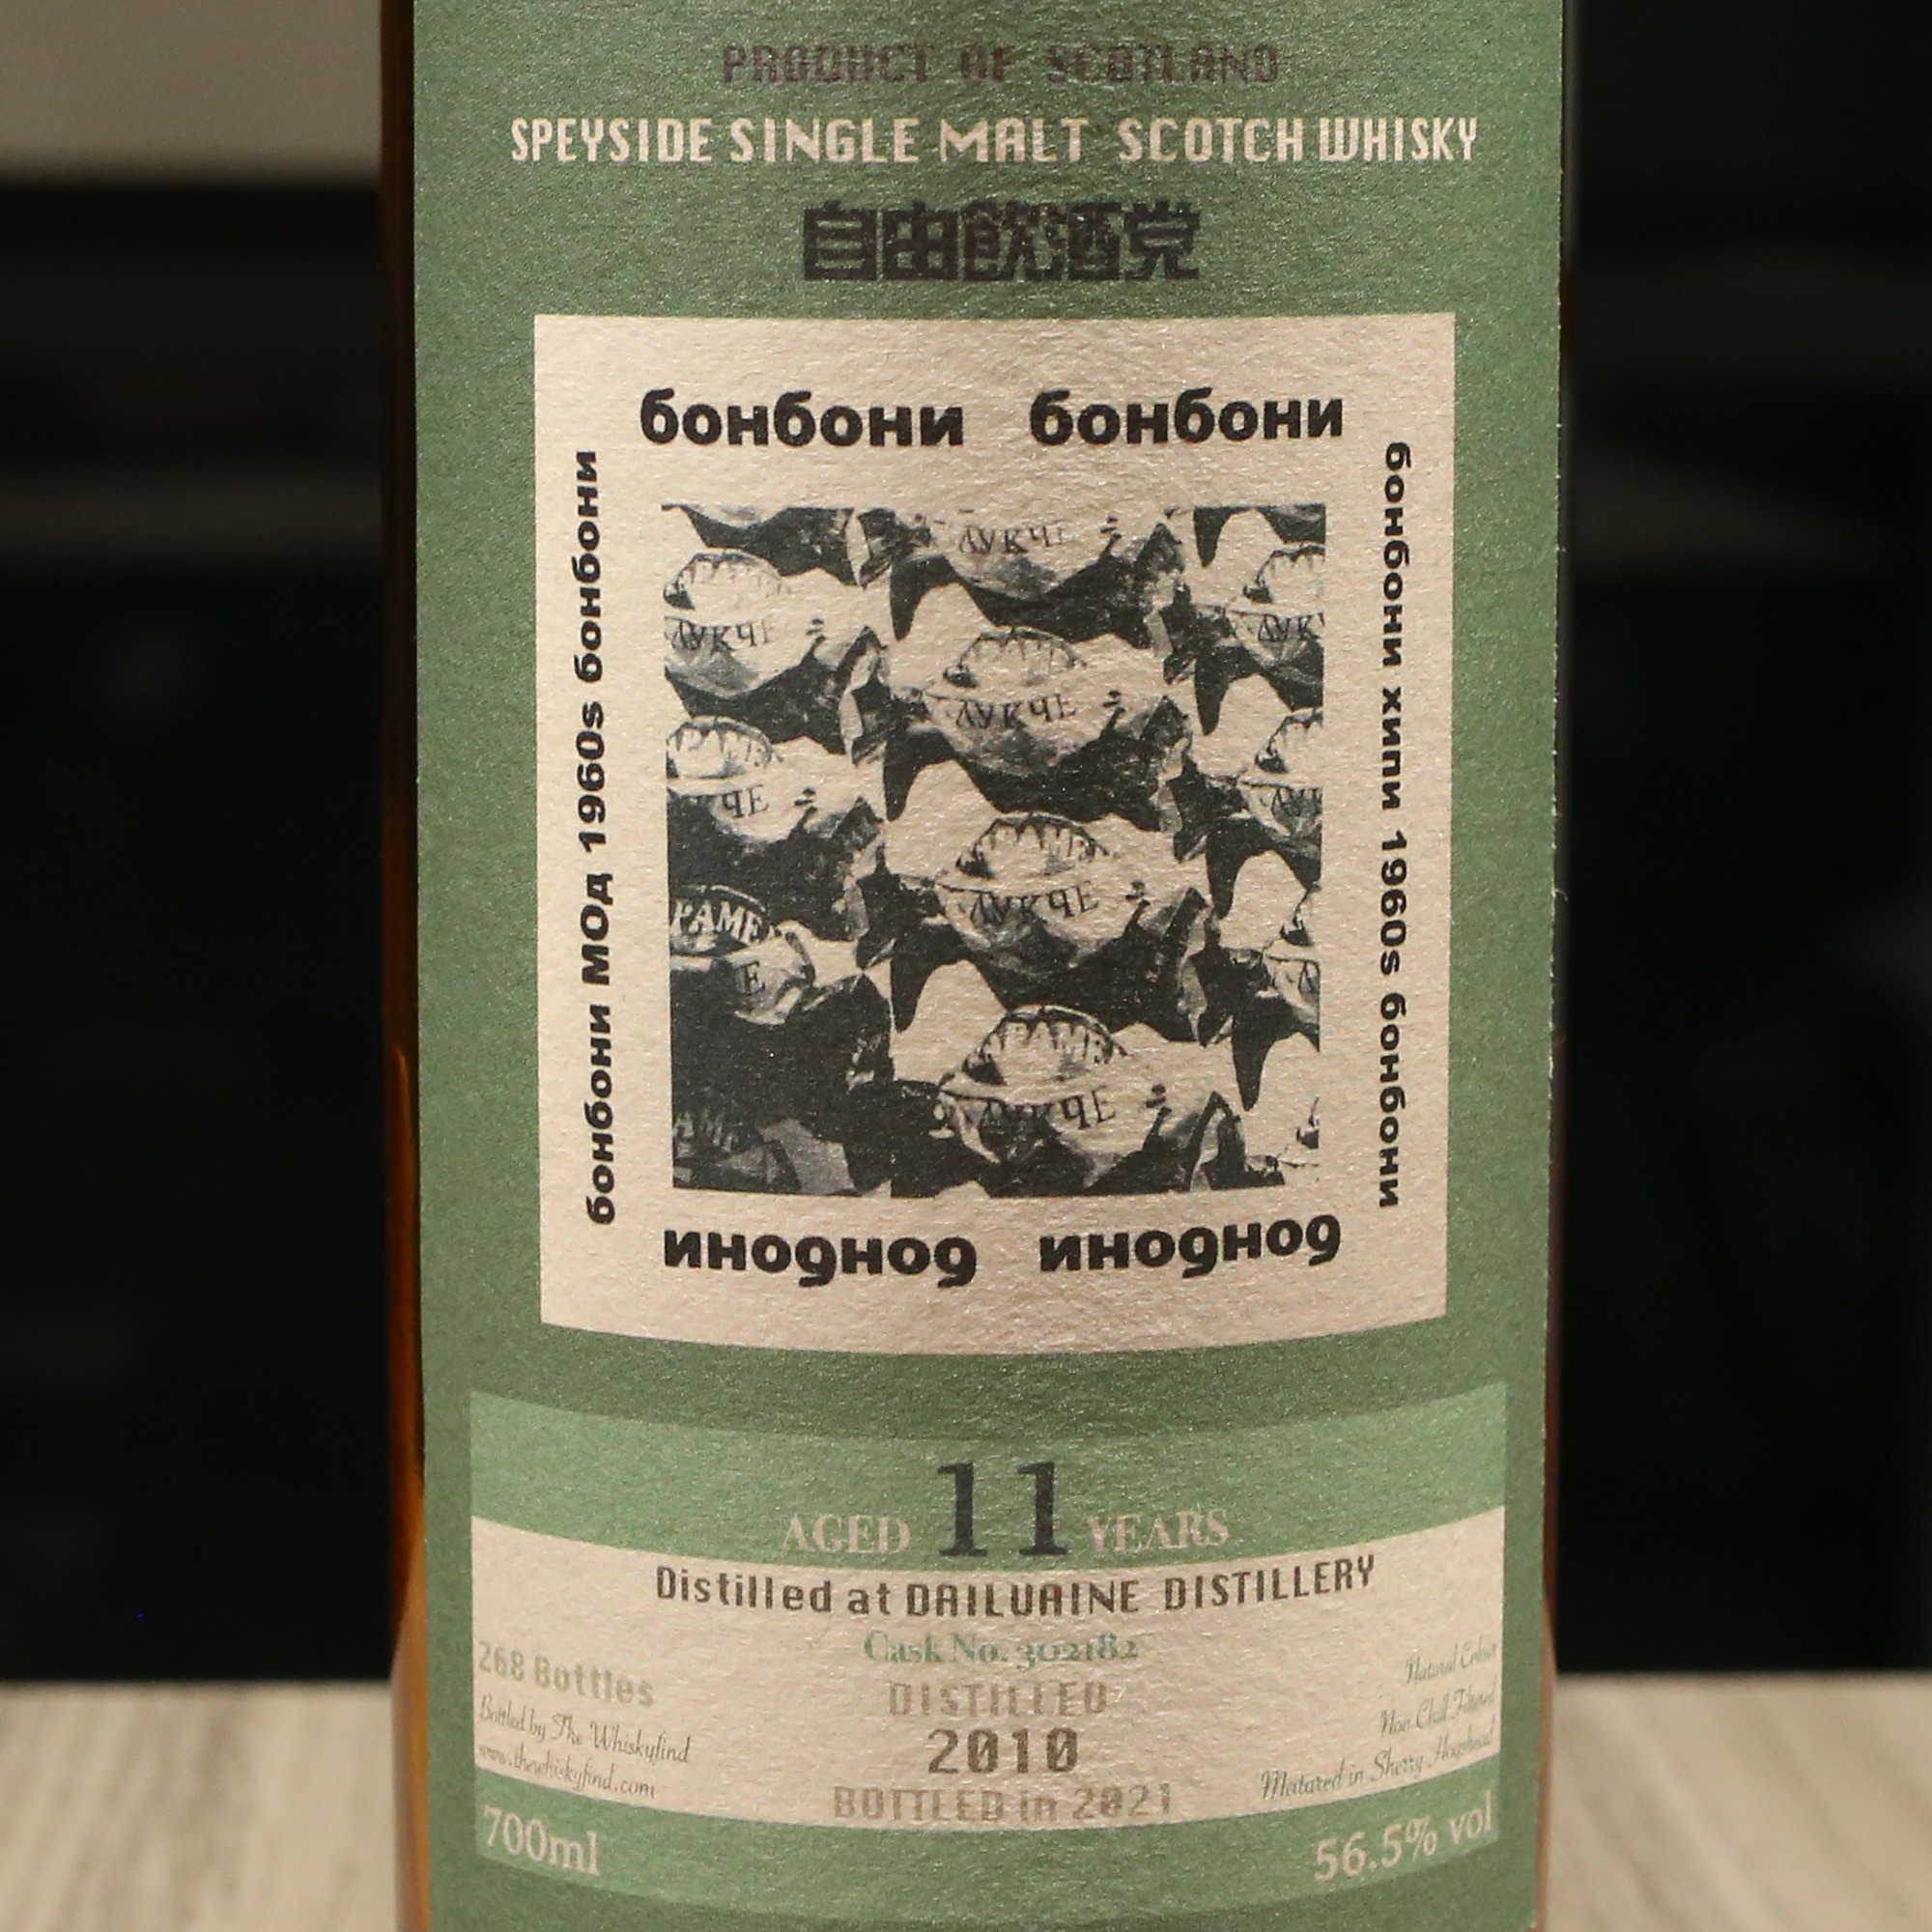 PRODUCT OF SCOTLAND
SPEYSIDE SINGLE MALT SCOTCH WHISKY
自由飲酒党
бонбони бонбони
бонбони МОД 1960s бонбони
бонбони хипи 1960s бонбони
ЛУКЧЕ
ЛУКЧЕ
ЛУКЧЕ
бонбони бонбони
AGED 11 YEARS
Distilled at DAILUAINE DISTILLERY
Cask No. 302182
268 Bottles
Bottled by The Whiskyfind
www.thewhiskyfind.com
DISTILLED
2010
BOTTLED in 2021
Natural Colour
Non Chill Filtered
Matured in Sherry Hogshead
700ml
56.5% vol